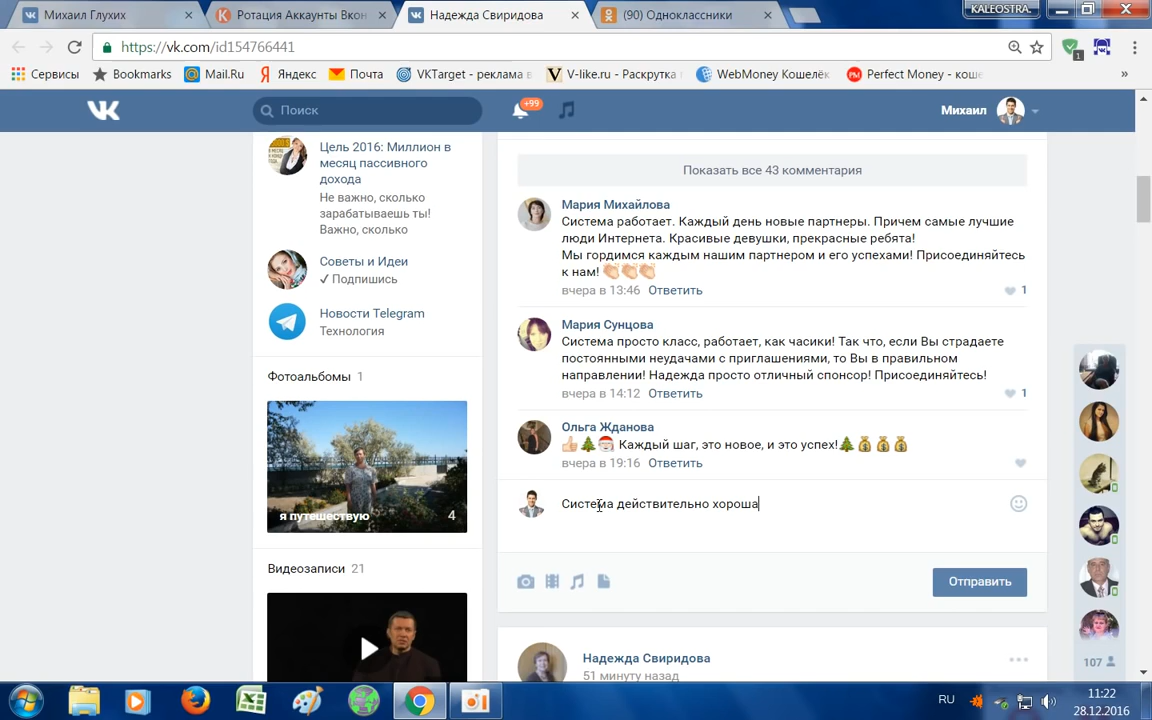 Михаил Глухих
Ротация Аккаунты Вкон
Надежда Свиридова
(90) Одноклассники
KALEOSTRA.
https://vk.com/id154766441
1
Сервисы
Bookmarks
Mail.Ru
Яндекс
Почта
VKTarget - реклама в
V-like.ru - Раскрутка
WebMoney Кошелёк
Perfect Money - коше
»
Поиск
+99
Михаил
Цель 2016: Миллион в
месяц пассивного
дохода
Не важно, сколько
зарабатываешь ты!
Важно, сколько
Советы и Идеи
✓ Подпишись
Новости Telegram
Технология
Фотоальбомы 1
я путешествую 4
Видеозаписи 21
Показать все 43 комментария
Мария Михайлова
Система работает. Каждый день новые партнеры. Причем самые лучшие
люди Интернета. Красивые девушки, прекрасные ребята!
Мы гордимся каждым нашим партнером и его успехами! Присоединяйтесь
к нам! 👏👏👏
вчера в 13:46 Ответить 1
Мария Сунцова
Система просто класс, работает, как часики! Так что, если Вы страдаете
постоянными неудачами с приглашениями, то Вы в правильном
направлении! Надежда просто отличный спонсор! Присоединяйтесь!
вчера в 14:12 Ответить 1
Ольга Жданова
👍🎄🎅 Каждый шаг, это новое, и это успех!🎄💰💰💰
вчера в 19:16 Ответить
Система действительно хороша
Отправить
Надежда Свиридова
51 минуту назад
107
RU
11:22
28.12.2016